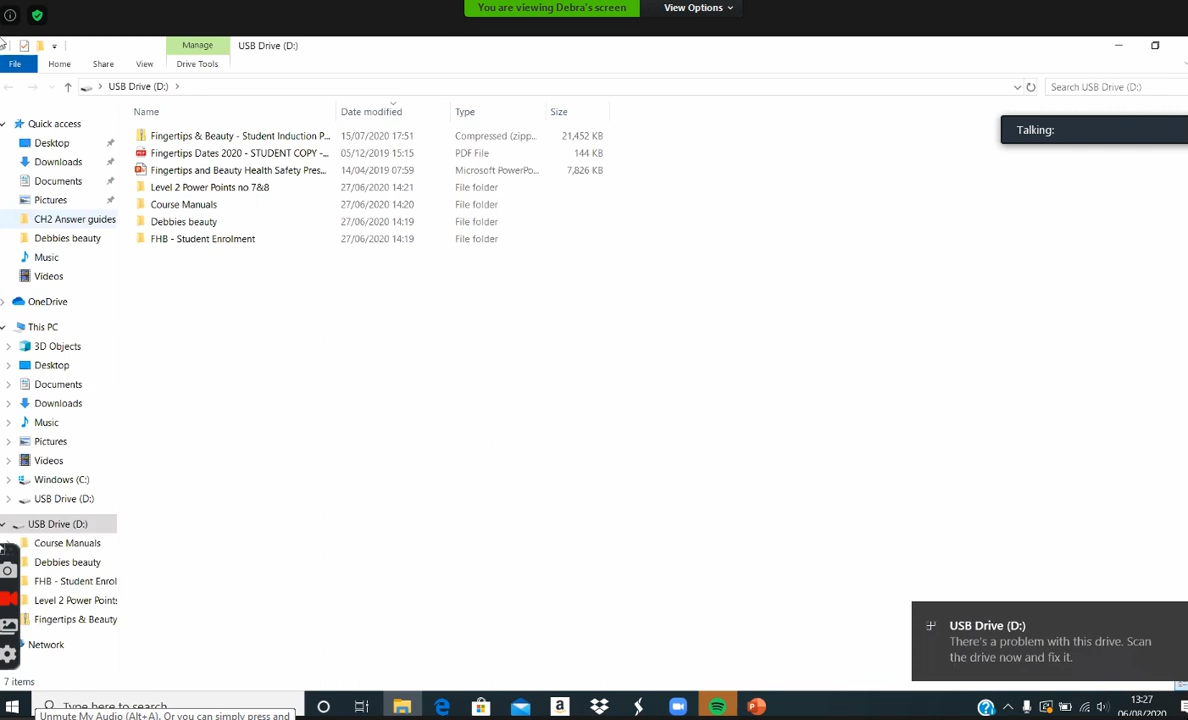 You are viewing Debra's screen View Options
Manage USB Drive (D:)
File Home Share View Drive Tools
USB Drive (D:) Search USB Drive (D:)
Name Date modified Type Size
Talking:
Quick access
Desktop
Downloads
Documents
Pictures
CH2 Answer guides
Debbies beauty
Music
Videos
OneDrive
This PC
3D Objects
Desktop
Documents
Downloads
Music
Pictures
Videos
Windows (C:)
USB Drive (D:)
USB Drive (D:)
Course Manuals
Debbies beauty
FHB - Student Enrol
Level 2 Power Points
Fingertips & Beauty
Network
Fingertips & Beauty - Student Induction P... 15/07/2020 17:51 Compressed (zipp... 21,452 KB
Fingertips Dates 2020 - STUDENT COPY -... 05/12/2019 15:15 PDF File 144 KB
Fingertips and Beauty Health Safety Pres... 14/04/2019 07:59 Microsoft PowerPo... 7,826 KB
Level 2 Power Points no 7&8 27/06/2020 14:21 File folder
Course Manuals 27/06/2020 14:20 File folder
Debbies beauty 27/06/2020 14:19 File folder
FHB - Student Enrolment 27/06/2020 14:19 File folder
USB Drive (D:)
There's a problem with this drive. Scan
the drive now and fix it.
7 items
Type here to search
Unmute My Audio (Alt+A). Or you can simply press and
13:27
06/08/2020